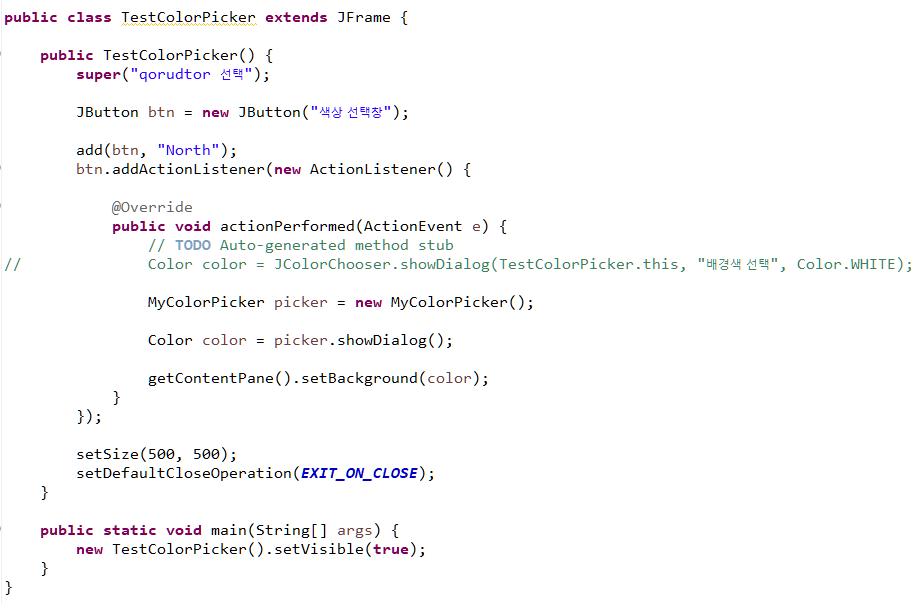 public class TestColorPicker extends JFrame {
public TestColorPicker() {
super("qorudtor 선택");
JButton btn = new JButton("색상 선택창");
add(btn, "North");
btn.addActionListener(new ActionListener() {
@Override
public void actionPerformed(ActionEvent e) {
// TODO Auto-generated method stub
// Color color = JColorChooser.showDialog(TestColorPicker.this, "배경색 선택", Color.WHITE);
MyColorPicker picker = new MyColorPicker();
Color color = picker.showDialog();
getContentPane().setBackground(color);
}
});
setSize(500, 500);
setDefaultCloseOperation(EXIT_ON_CLOSE);
}
public static void main(String[] args) {
new TestColorPicker().setVisible(true);
}
}